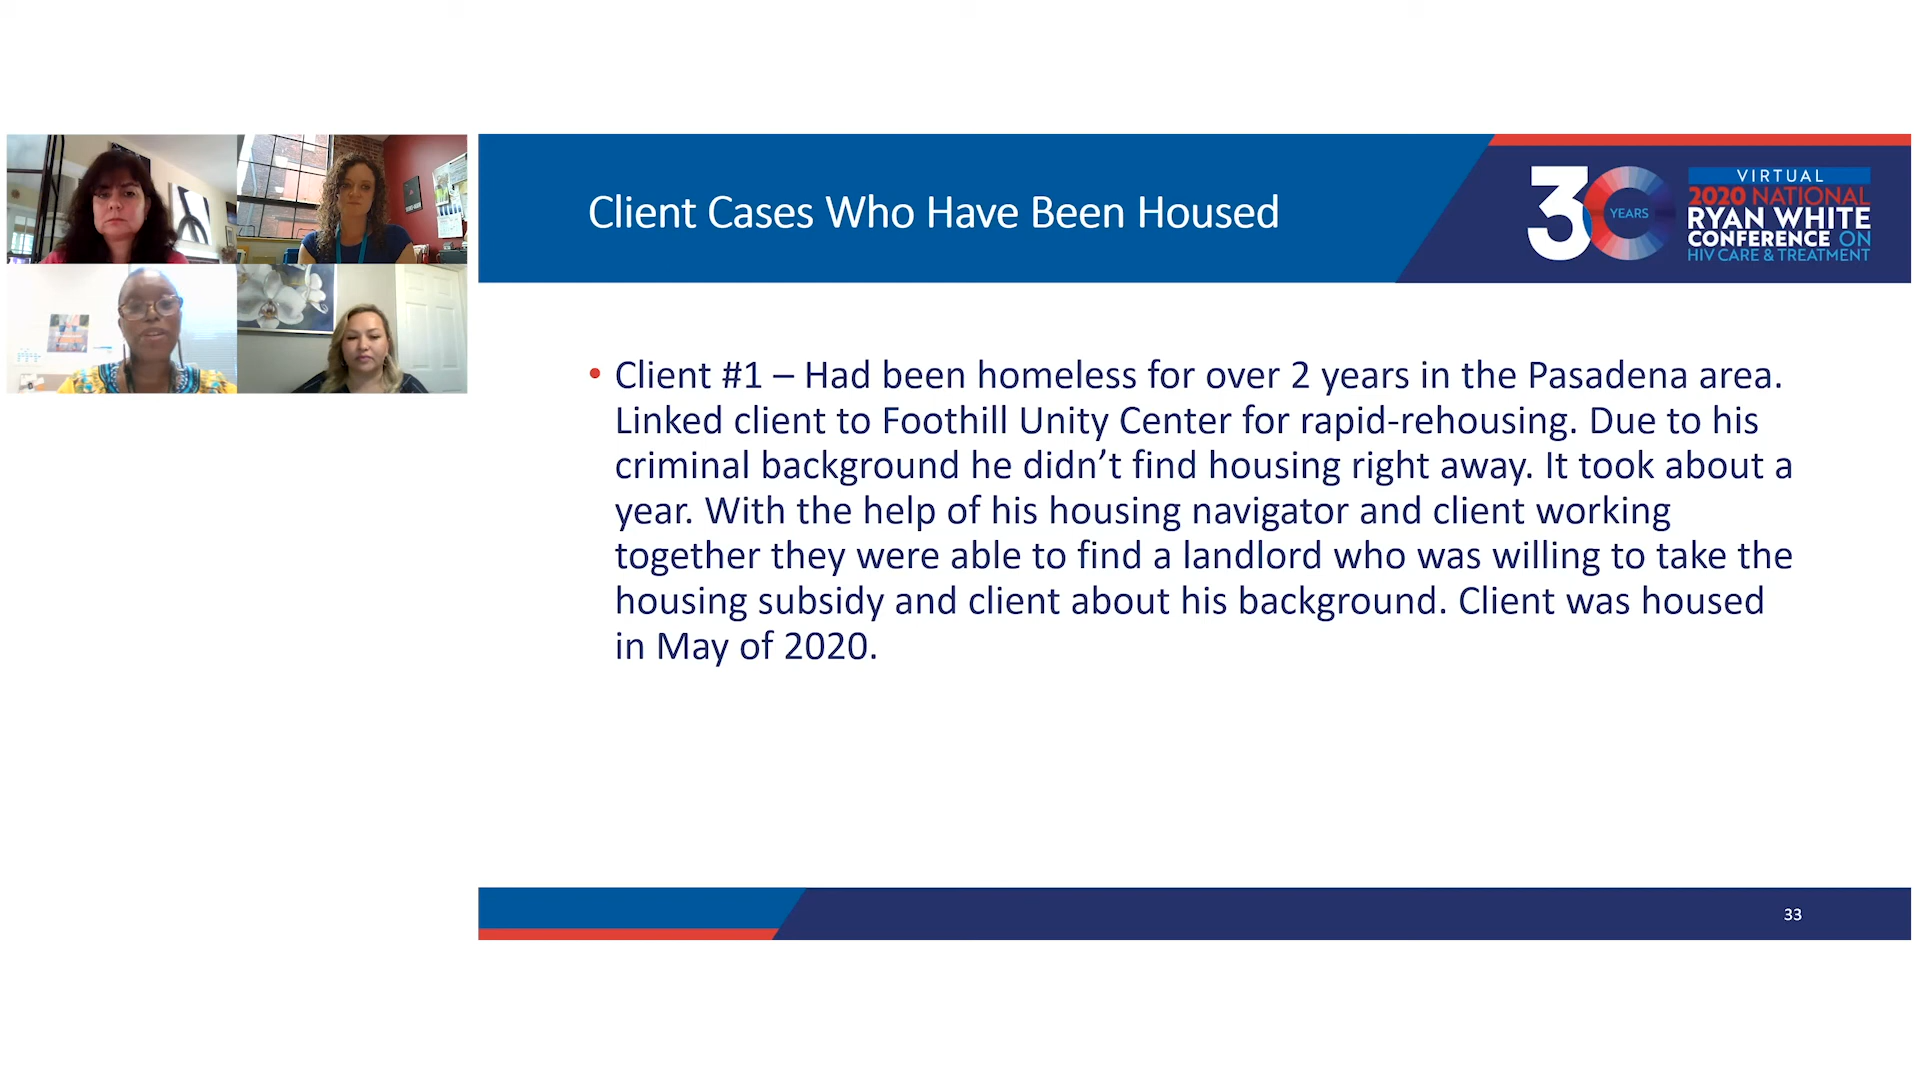 Client Cases Who Have Been Housed
30 YEARS
VIRTUAL
2020 NATIONAL
RYAN WHITE
CONFERENCE ON
HIV CARE & TREATMENT
• Client #1 – Had been homeless for over 2 years in the Pasadena area.
Linked client to Foothill Unity Center for rapid-rehousing. Due to his
criminal background he didn’t find housing right away. It took about a
year. With the help of his housing navigator and client working
together they were able to find a landlord who was willing to take the
housing subsidy and client about his background. Client was housed
in May of 2020.
33